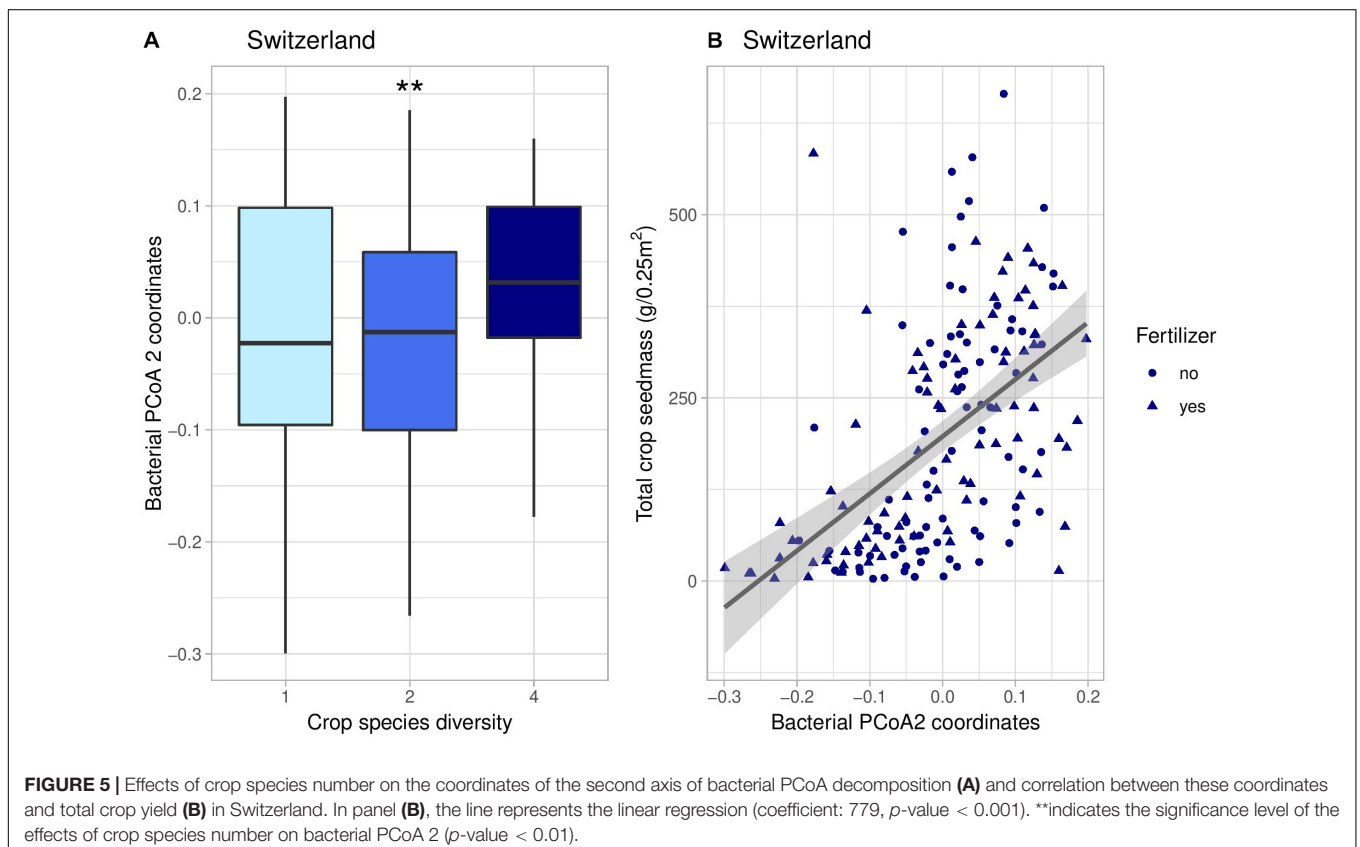 A Switzerland
**
0.2
0.1
0.0
−0.1
−0.2
−0.3
Bacterial PCoA 2 coordinates
1 2 4
Crop species diversity
B Switzerland
500
250
0
Total crop seedmass (g/0.25m²)
−0.3 −0.2 −0.1 0.0 0.1 0.2
Bacterial PCoA2 coordinates
Fertilizer
no
yes
FIGURE 5 | Effects of crop species number on the coordinates of the second axis of bacterial PCoA decomposition (A) and correlation between these coordinates
and total crop yield (B) in Switzerland. In panel (B), the line represents the linear regression (coefficient: 779, p-value < 0.001). **indicates the significance level of the
effects of crop species number on bacterial PCoA 2 (p-value < 0.01).